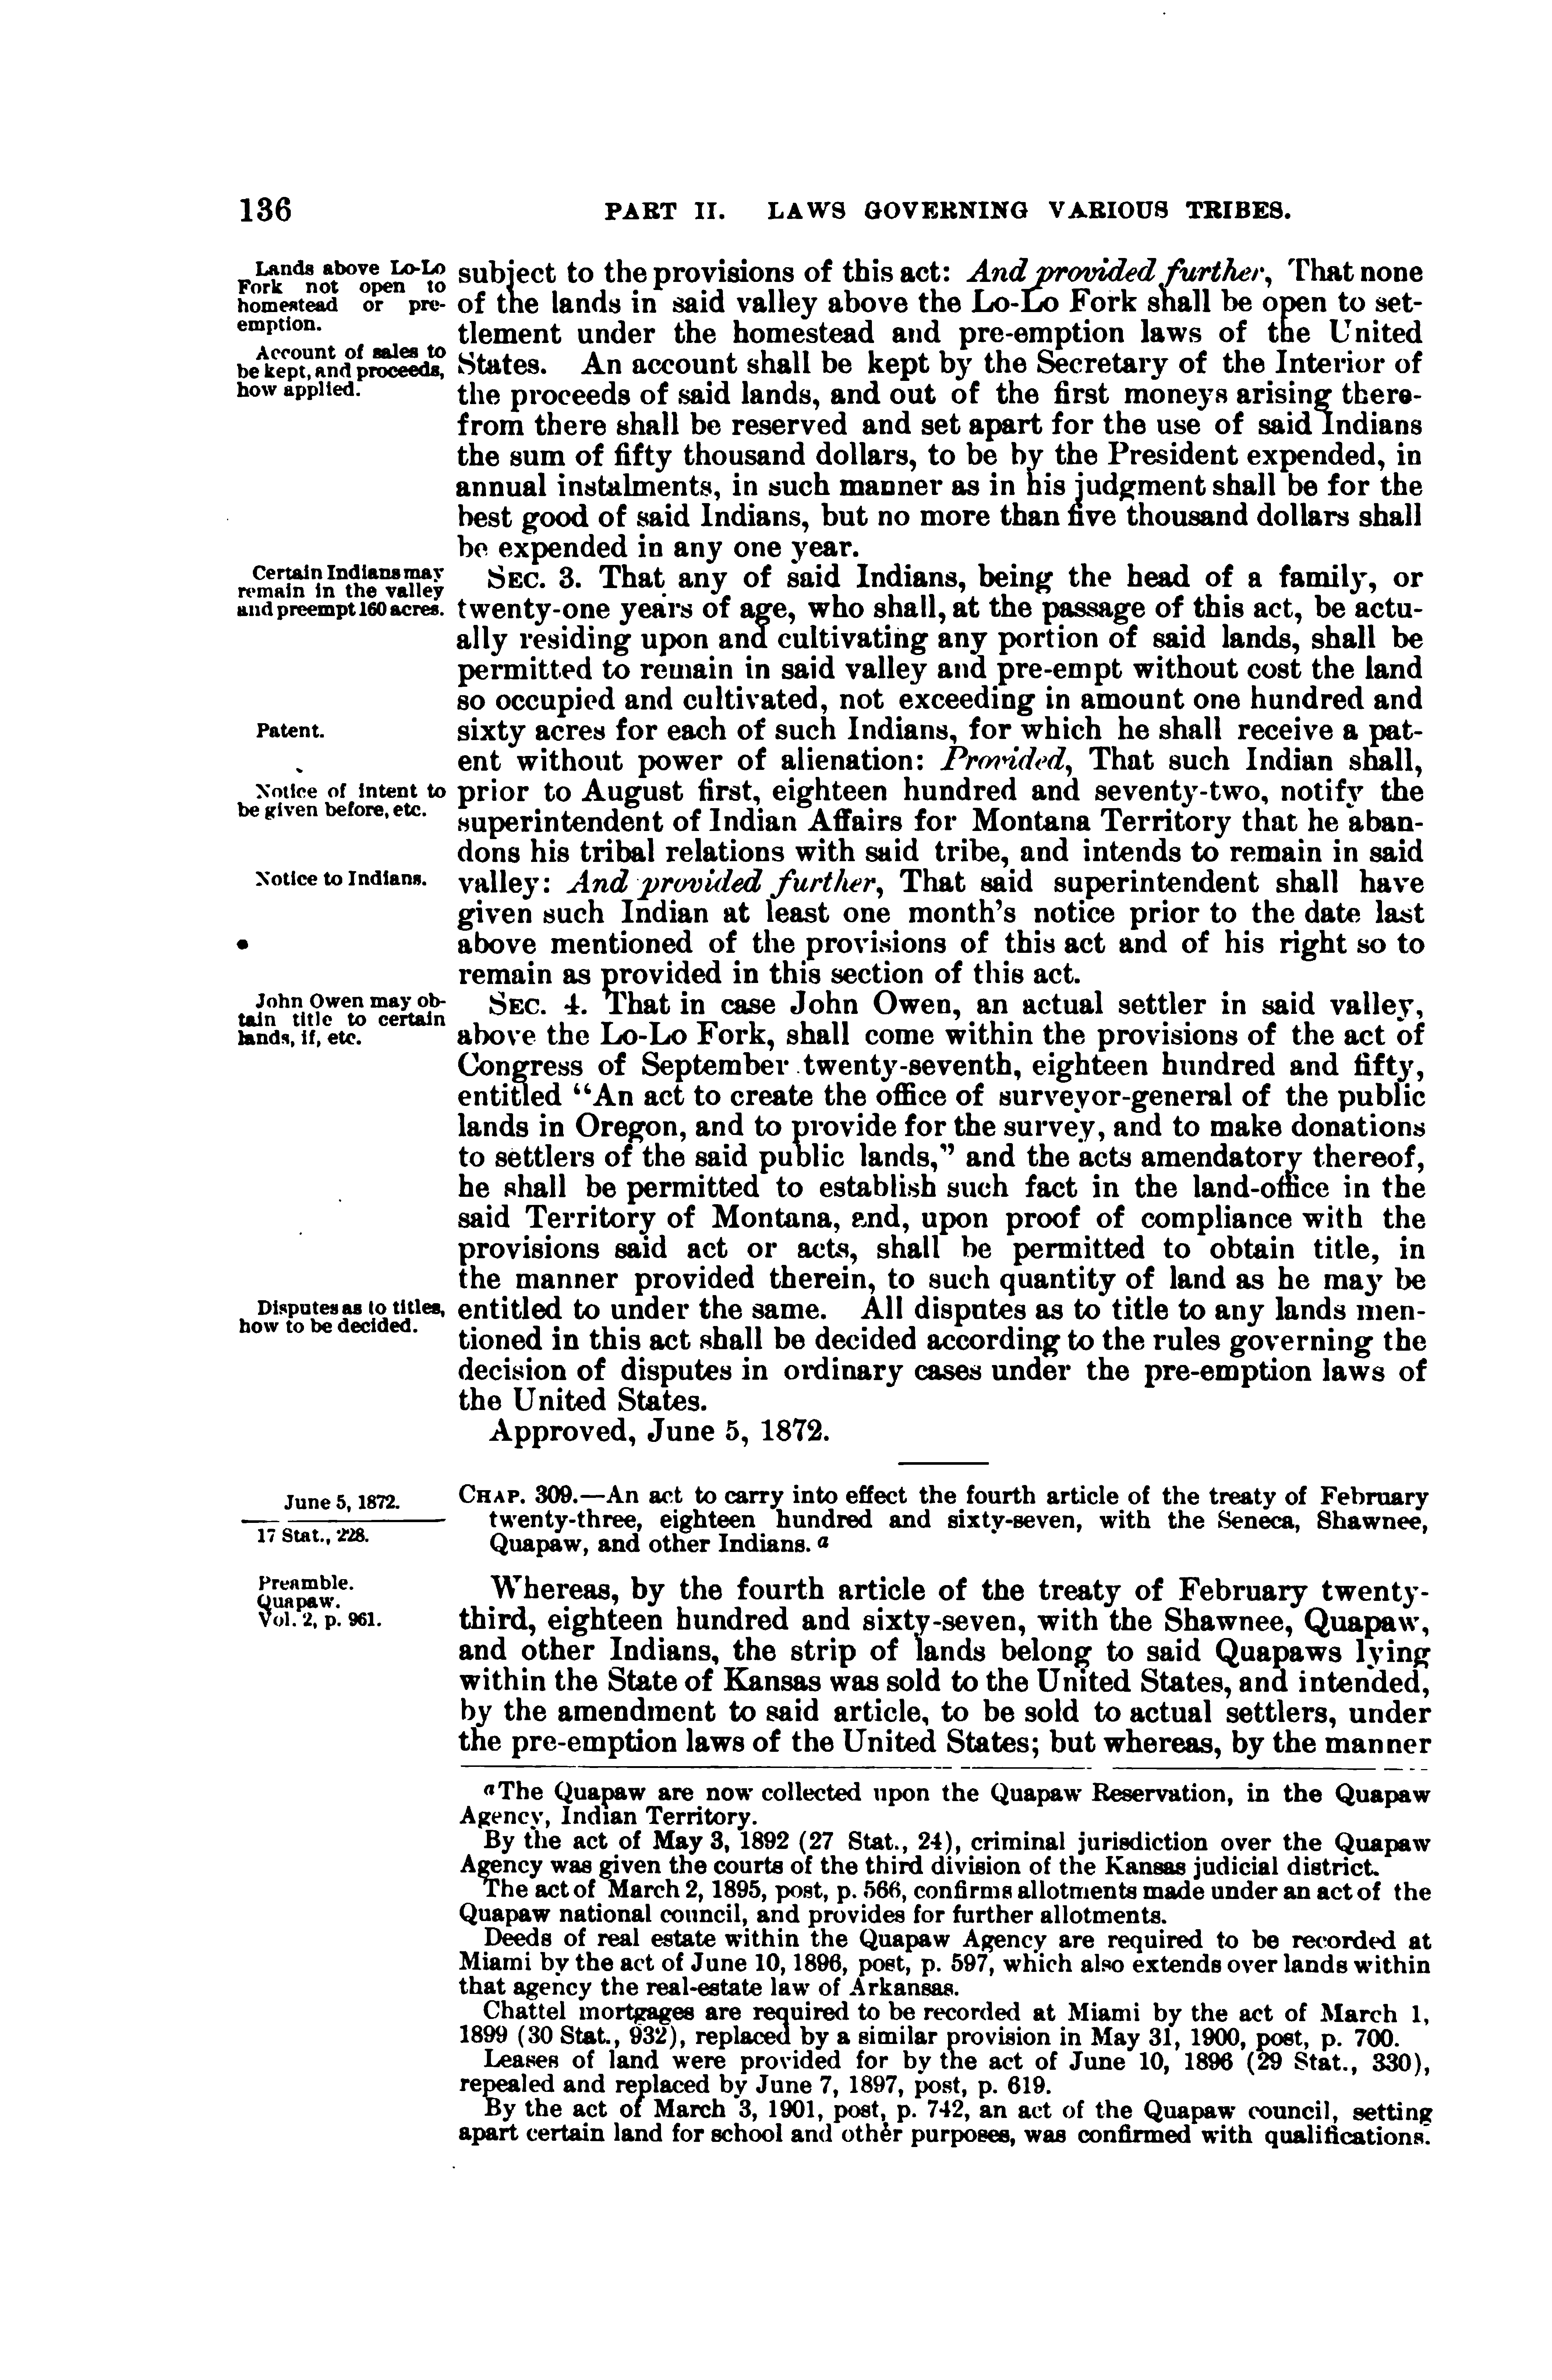 136
PART II. LAWS GOVERNING VARIOUS TRIBES.
Lands above Lo-Lo
Fork not open to
homestead or pre-
emption.
Account of sales to
be kept, and proceeds,
how applied.
subject to the provisions of this act: And provided further, That none
of the lands in said valley above the Lo-Lo Fork shall be open to set-
tlement under the homestead and pre-emption laws of the United
States. An account shall be kept by the Secretary of the Interior of
the proceeds of said lands, and out of the first moneys arising there-
from there shall be reserved and set apart for the use of said Indians
the sum of fifty thousand dollars, to be by the President expended, in
annual instalments, in such manner as in his judgment shall be for the
best good of said Indians, but no more than five thousand dollars shall
be expended in any one year.
Certain Indians may
remain in the valley
and preempt 160 acres.
SEC. 3. That any of said Indians, being the head of a family, or
twenty-one years of age, who shall, at the passage of this act, be actu-
ally residing upon and cultivating any portion of said lands, shall be
permitted to remain in said valley and pre-empt without cost the land
so occupied and cultivated, not exceeding in amount one hundred and
Patent.
sixty acres for each of such Indians, for which he shall receive a pat-
ent without power of alienation: Provided, That such Indian shall,
Notice of intent to
be given before, etc.
prior to August first, eighteen hundred and seventy-two, notify the
superintendent of Indian Affairs for Montana Territory that he aban-
dons his tribal relations with said tribe, and intends to remain in said
Notice to Indians.
valley: And provided further, That said superintendent shall have
given such Indian at least one month's notice prior to the date last
above mentioned of the provisions of this act and of his right so to
remain as provided in this section of this act.
John Owen may ob-
tain title to certain
lands, if, etc.
SEC. 4. That in case John Owen, an actual settler in said valley,
above the Lo-Lo Fork, shall come within the provisions of the act of
Congress of September twenty-seventh, eighteen hundred and fifty,
entitled "An act to create the office of surveyor-general of the public
lands in Oregon, and to provide for the survey, and to make donations
to settlers of the said public lands," and the acts amendatory thereof,
he shall be permitted to establish such fact in the land-office in the
said Territory of Montana, and, upon proof of compliance with the
provisions said act or acts, shall be permitted to obtain title, in
the manner provided therein, to such quantity of land as he may be
Disputes as to titles,
how to be decided.
entitled to under the same. All disputes as to title to any lands men-
tioned in this act shall be decided according to the rules governing the
decision of disputes in ordinary cases under the pre-emption laws of
the United States.
Approved, June 5, 1872.
June 5, 1872.
17 Stat., 228.
CHAP. 309.—An act to carry into effect the fourth article of the treaty of February
twenty-three, eighteen hundred and sixty-seven, with the Seneca, Shawnee,
Quapaw, and other Indians. a
Preamble.
Quapaw.
Vol. 2, p. 961.
Whereas, by the fourth article of the treaty of February twenty-
third, eighteen hundred and sixty-seven, with the Shawnee, Quapaw,
and other Indians, the strip of lands belong to said Quapaws lying
within the State of Kansas was sold to the United States, and intended,
by the amendment to said article, to be sold to actual settlers, under
the pre-emption laws of the United States; but whereas, by the manner
a The Quapaw are now collected upon the Quapaw Reservation, in the Quapaw
Agency, Indian Territory.
By the act of May 3, 1892 (27 Stat., 24), criminal jurisdiction over the Quapaw
Agency was given the courts of the third division of the Kansas judicial district.
The act of March 2, 1895, post, p. 566, confirms allotments made under an act of the
Quapaw national council, and provides for further allotments.
Deeds of real estate within the Quapaw Agency are required to be recorded at
Miami by the act of June 10, 1896, post, p. 597, which also extends over lands within
that agency the real-estate law of Arkansas.
Chattel mortgages are required to be recorded at Miami by the act of March 1,
1899 (30 Stat., 932), replaced by a similar provision in May 31, 1900, post, p. 700.
Leases of land were provided for by the act of June 10, 1896 (29 Stat., 330),
repealed and replaced by June 7, 1897, post, p. 619.
By the act of March 3, 1901, post, p. 742, an act of the Quapaw council, setting
apart certain land for school and other purposes, was confirmed with qualifications.